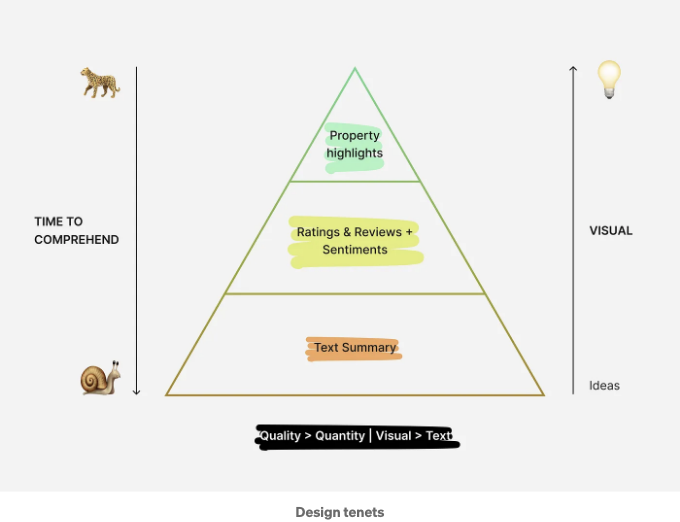 Property
highlights
TIME TO
COMPREHEND
Ratings & Reviews +
Sentiments
VISUAL
Text Summary
Ideas
Quality > Quantity | Visual > Text
Design tenets